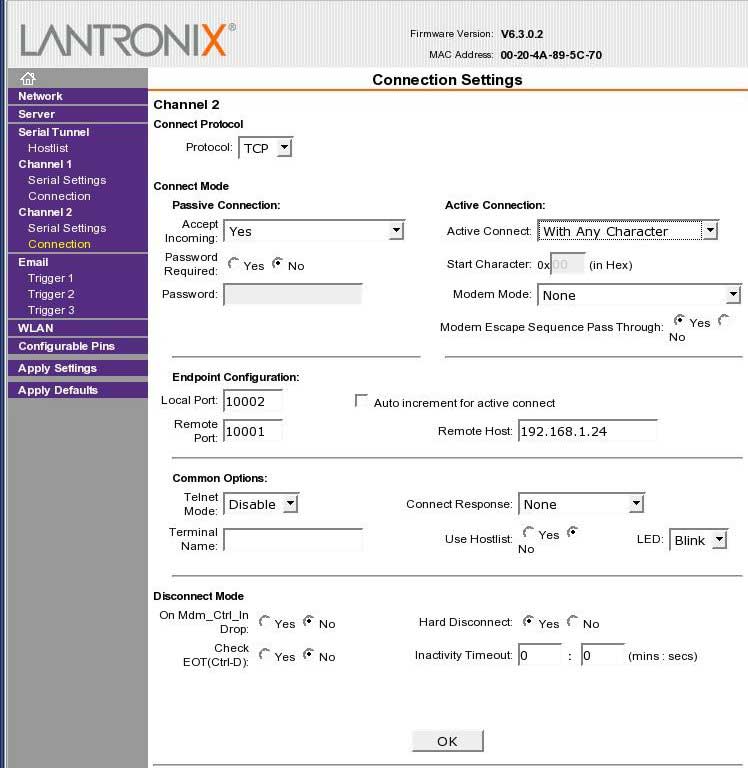 LANTRONIX®
Firmware Version: V6.3.0.2
MAC Address: 00-20-4A-89-5C-70
Connection Settings
Network
Server
Serial Tunnel
Hostlist
Channel 1
Serial Settings
Connection
Channel 2
Serial Settings
Connection
Email
Trigger 1
Trigger 2
Trigger 3
WLAN
Configurable Pins
Apply Settings
Apply Defaults
Channel 2
Connect Protocol
Protocol: TCP
Connect Mode
Passive Connection:
Accept
Incoming: Yes
Password
Required: Yes No
Password:
Active Connection:
Active Connect: With Any Character
Start Character: 0x00 (in Hex)
Modem Mode: None
Modem Escape Sequence Pass Through: Yes
No
Endpoint Configuration:
Local Port: 10002 Auto increment for active connect
Remote
Port: 10001 Remote Host: 192.168.1.24
Common Options:
Telnet
Mode: Disable Connect Response: None
Terminal
Name: Use Hostlist: Yes
No LED: Blink
Disconnect Mode
On Mdm_Ctrl_In
Drop: Yes No Hard Disconnect: Yes No
Check
EOT(Ctrl-D): Yes No Inactivity Timeout: 0 : 0 (mins : secs)
OK